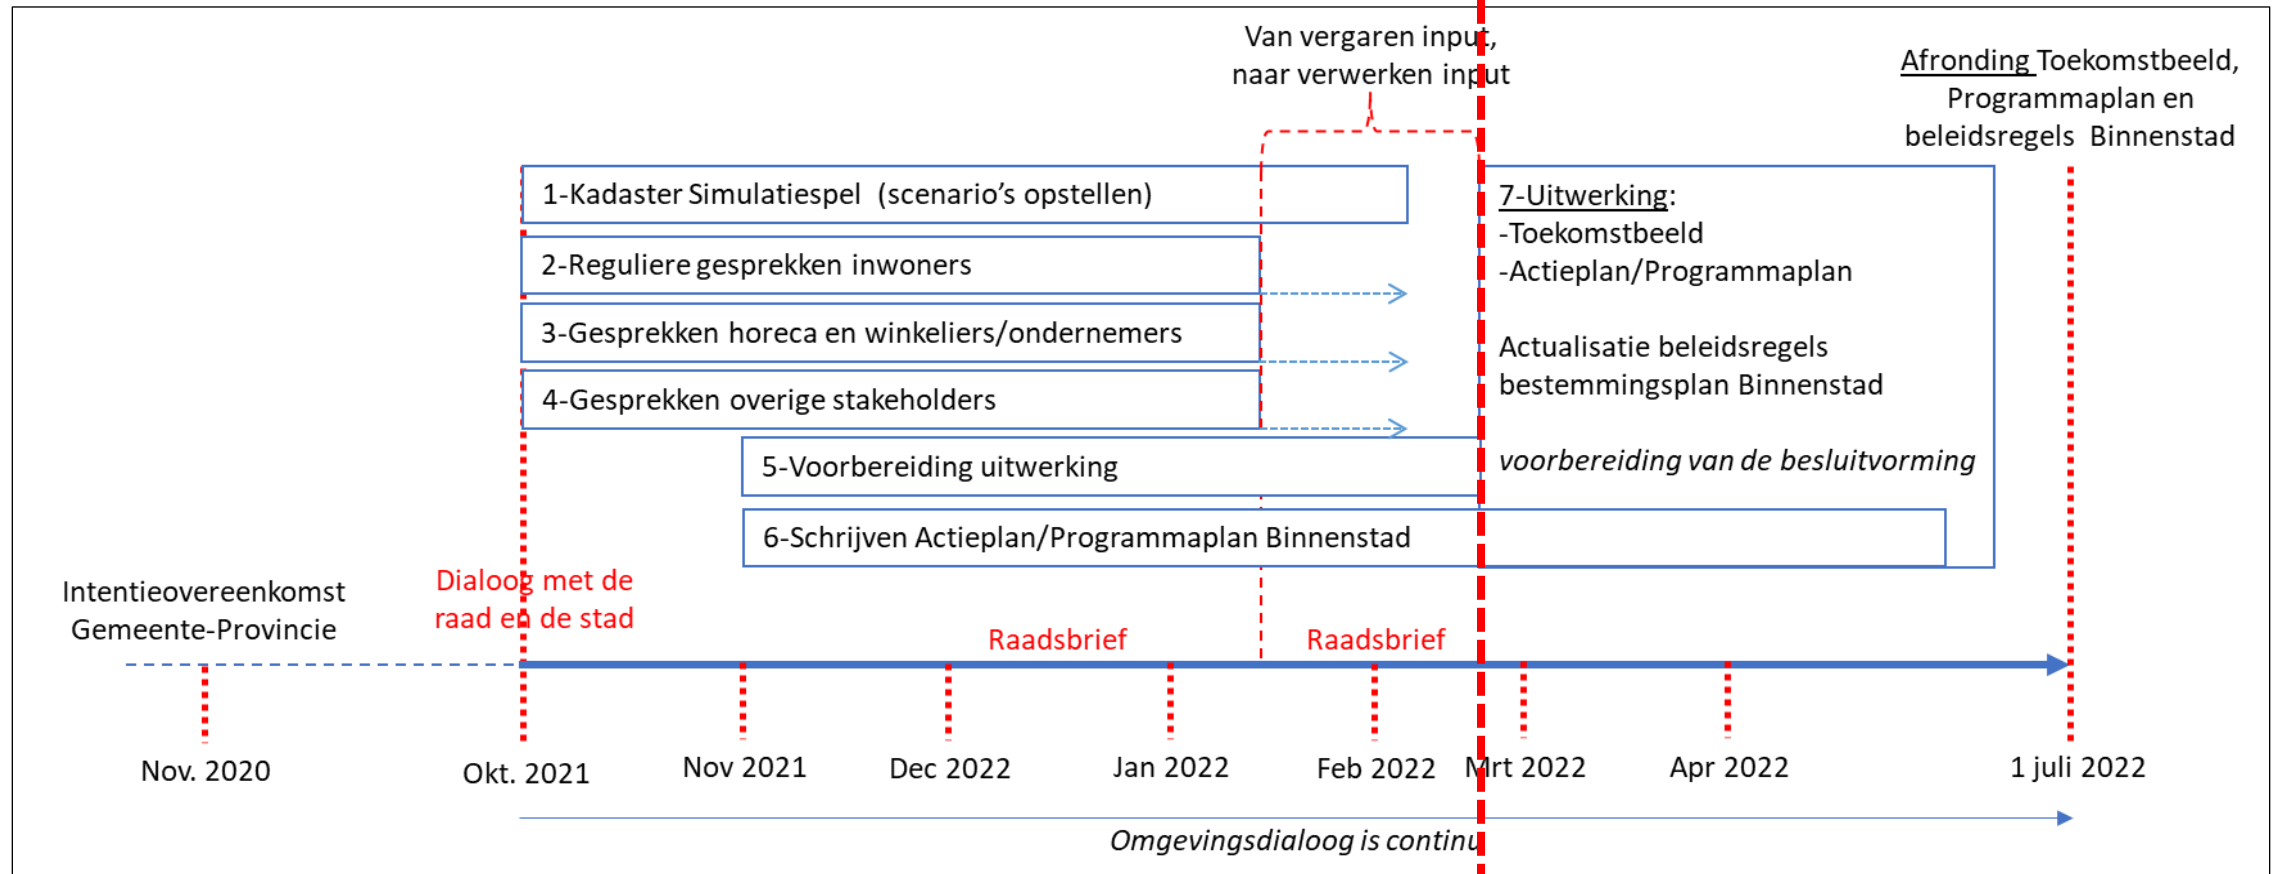 Van vergaren input,
naar verwerken input
Afronding Toekomstbeeld,
Programmaplan en
beleidsregels Binnenstad
1-Kadaster Simulatiespel (scenario's opstellen)
2-Reguliere gesprekken inwoners
3-Gesprekken horeca en winkeliers/ondernemers
4-Gesprekken overige stakeholders
5-Voorbereiding uitwerking
6-Schrijven Actieplan/Programmaplan Binnenstad
7-Uitwerking:
-Toekomstbeeld
-Actieplan/Programmaplan
Actualisatie beleidsregels
bestemmingsplan Binnenstad
voorbereiding van de besluitvorming
Intentieovereenkomst
Gemeente-Provincie
Dialoog met de
raad en de stad
Raadsbrief
Raadsbrief
Nov. 2020
Okt. 2021
Nov 2021
Dec 2022
Jan 2022
Feb 2022
Mrt 2022
Apr 2022
1 juli 2022
Omgevingsdialoog is continu